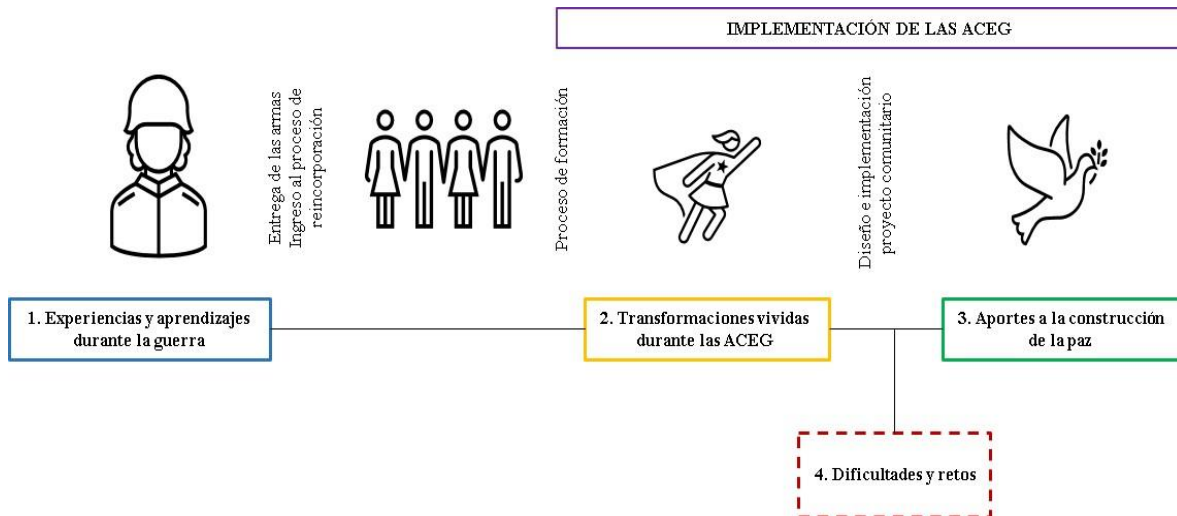 IMPLEMENTACIÓN DE LAS ACEG
Entrega de las armas
Ingreso al proceso de
reincorporación
Proceso de formación
Diseño e implementación
proyecto comunitario
1. Experiencias y aprendizajes
durante la guerra
2. Transformaciones vividas
durante las ACEG
3. Aportes a la construcción
de la paz
4. Dificultades y retos